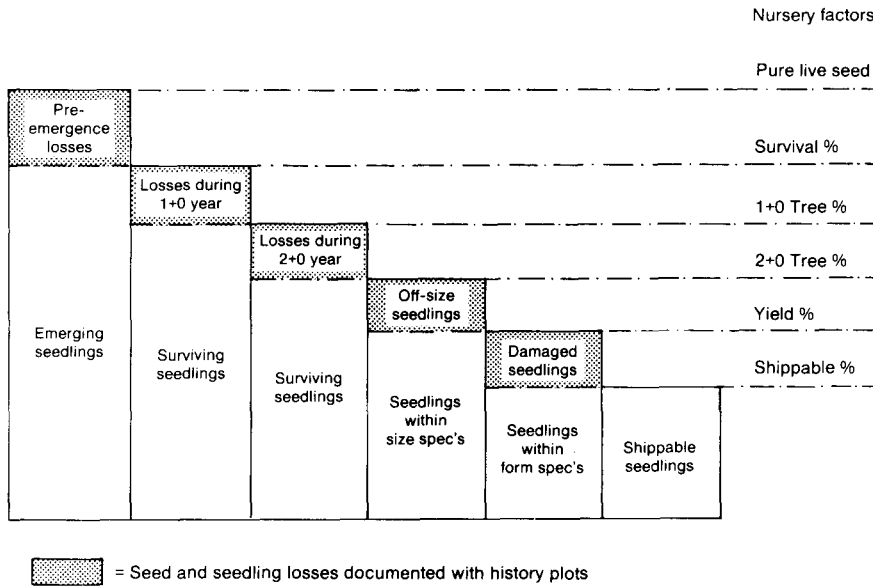 Nursery factors
Pure live seed
Pre-
emergence
losses
Survival %
Losses during
1+0 year
1+0 Tree %
Losses during
2+0 year
2+0 Tree %
Off-size
seedlings
Yield %
Damaged
seedlings
Shippable %
Emerging
seedlings
Surviving
seedlings
Surviving
seedlings
Seedlings
within
size spec's
Seedlings
within
form spec's
Shippable
seedlings
= Seed and seedling losses documented with history plots